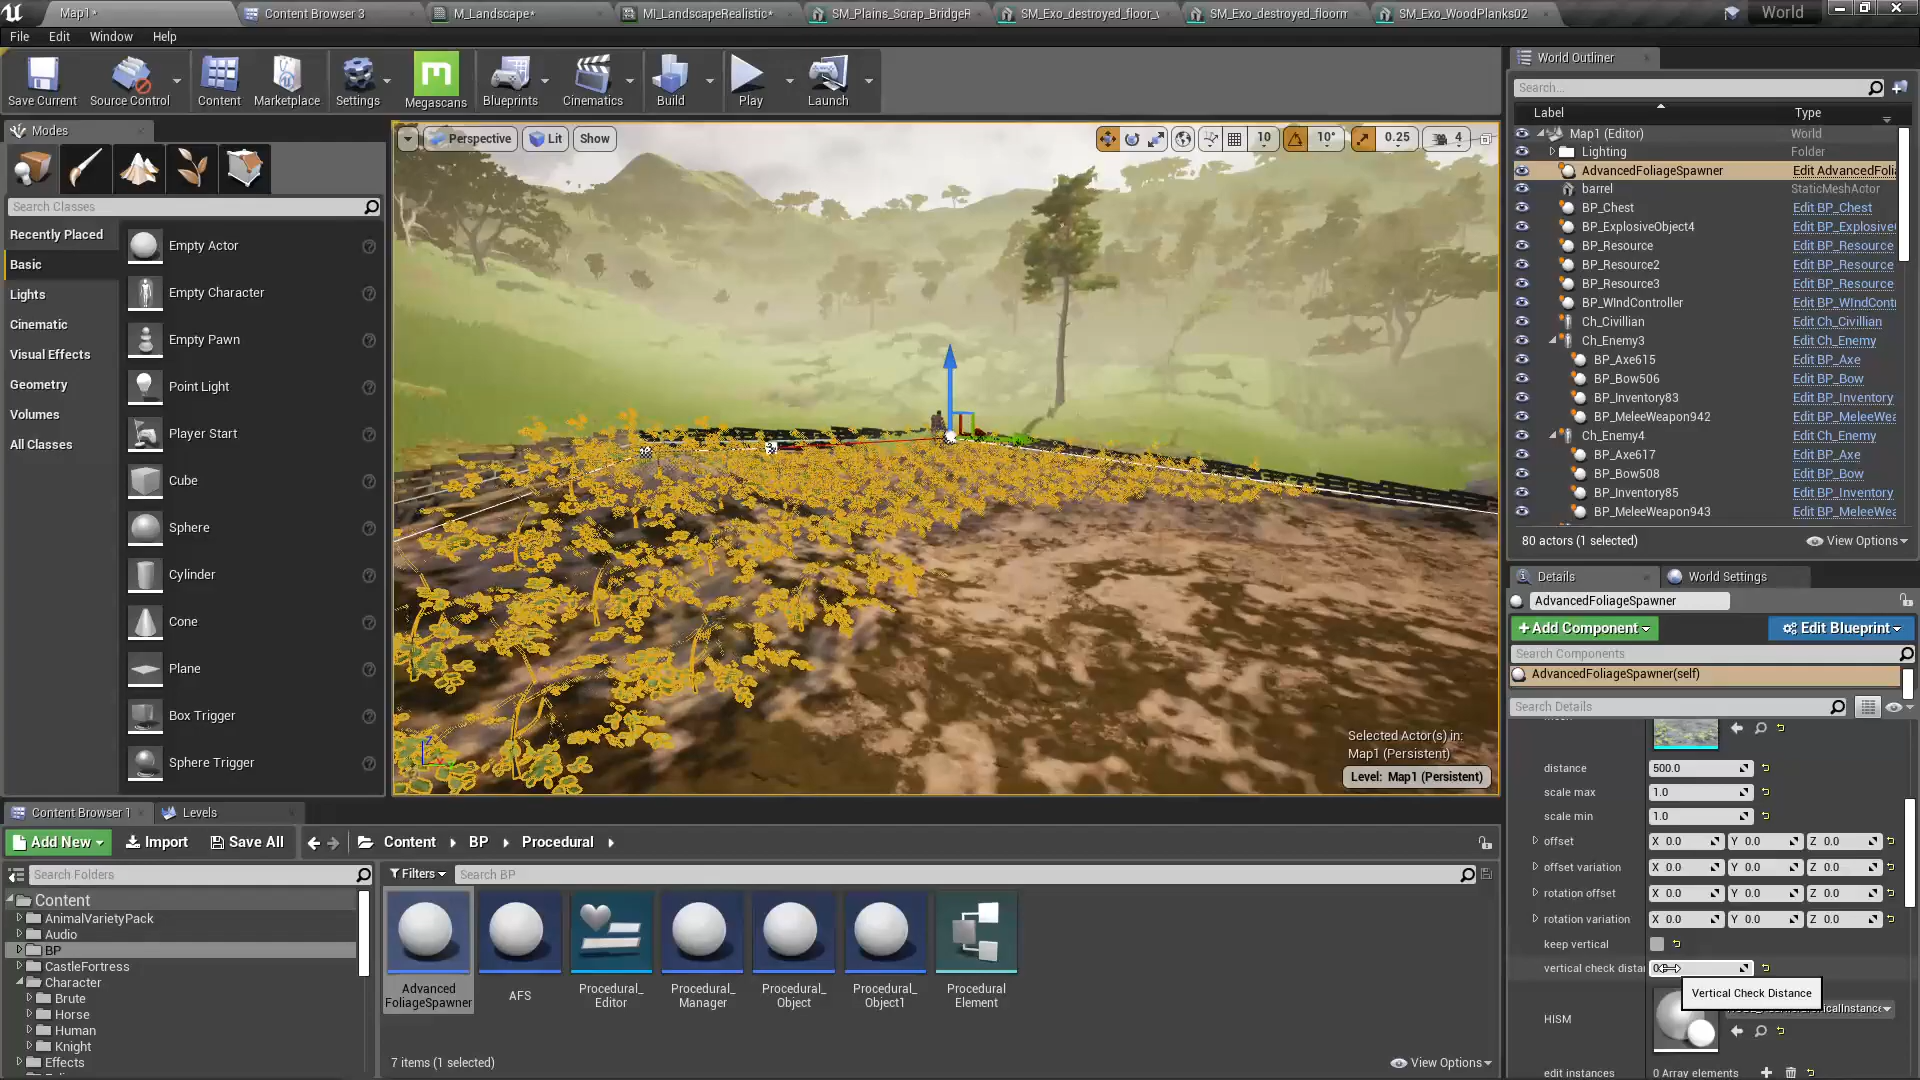 Map1*
Content Browser 3
M_Landscape*
MI_LandscapeRealistic*
SM_Plains_Scrap_BridgeR
SM_Exo_destroyed_floor_
SM_Exo_destroyed_floorm
SM_Exo_WoodPlanks02
World
File Edit Window Help
Save Current
Source Control
Content
Marketplace
Settings
Megascans
Blueprints
Cinematics
Build
Play
Launch
Modes
Search Classes
Recently Placed
Basic
Lights
Cinematic
Visual Effects
Geometry
Volumes
All Classes
Empty Actor
Empty Character
Empty Pawn
Point Light
Player Start
Cube
Sphere
Cylinder
Cone
Plane
Box Trigger
Sphere Trigger
Perspective Lit Show
10 10° 0.25 4
Selected Actor(s) in:
Map1 (Persistent)
Level: Map1 (Persistent)
World Outliner
Search...
Label Type
Map1 (Editor) World
Lighting Folder
AdvancedFoliageSpawner Edit AdvancedFoli
barrel StaticMeshActor
BP_Chest Edit BP_Chest
BP_ExplosiveObject4 Edit BP_Explosive
BP_Resource Edit BP_Resource
BP_Resource2 Edit BP_Resource
BP_Resource3 Edit BP_Resource
BP_WIndController Edit BP_WIndContr
Ch_Civillian Edit Ch_Civillian
Ch_Enemy3 Edit Ch_Enemy
BP_Axe615 Edit BP_Axe
BP_Bow506 Edit BP_Bow
BP_Inventory83 Edit BP_Inventory
BP_MeleeWeapon942 Edit BP_MeleeWea
Ch_Enemy4 Edit Ch_Enemy
BP_Axe617 Edit BP_Axe
BP_Bow508 Edit BP_Bow
BP_Inventory85 Edit BP_Inventory
BP_MeleeWeapon943 Edit BP_MeleeWea
80 actors (1 selected) View Options
Details World Settings
AdvancedFoliageSpawner
+Add Component Edit Blueprint
Search Components
AdvancedFoliageSpawner(self)
Search Details
distance 500.0
scale max 1.0
scale min 1.0
offset X 0.0 Y 0.0 Z 0.0
offset variation X 0.0 Y 0.0 Z 0.0
rotation offset X 0.0 Y 0.0 Z 0.0
rotation variation X 0.0 Y 0.0 Z 0.0
keep vertical
vertical check distan
Vertical Check Distance
HISM
edit instances 0 Array elements
Content Browser 1 Levels
Add New Import Save All Content BP Procedural
Search Folders
Filters Search BP
Content
AnimalVarietyPack
Audio
BP
CastleFortress
Character
Brute
Horse
Human
Knight
Effects
Advanced
FoliageSpawner
AFS
Procedural_
Editor
Procedural_
Manager
Procedural_
Object
Procedural_
Object1
Procedural
Element
7 items (1 selected) View Options